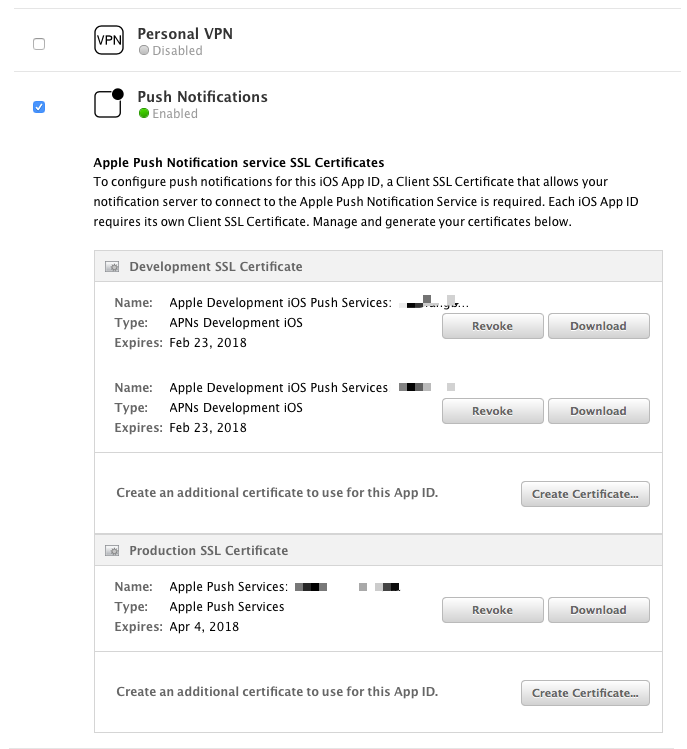 VPN
Personal VPN
Disabled
Push Notifications
Enabled
Apple Push Notification service SSL Certificates
To configure push notifications for this iOS App ID, a Client SSL Certificate that allows your
notification server to connect to the Apple Push Notification Service is required. Each iOS App ID
requires its own Client SSL Certificate. Manage and generate your certificates below.
Development SSL Certificate
Name: Apple Development iOS Push Services:
Type: APNs Development iOS
Revoke Download
Expires: Feb 23, 2018
Name: Apple Development iOS Push Services
Type: APNs Development iOS
Revoke Download
Expires: Feb 23, 2018
Create an additional certificate to use for this App ID.
Create Certificate...
Production SSL Certificate
Name: Apple Push Services:
Type: Apple Push Services
Revoke Download
Expires: Apr 4, 2018
Create an additional certificate to use for this App ID.
Create Certificate...